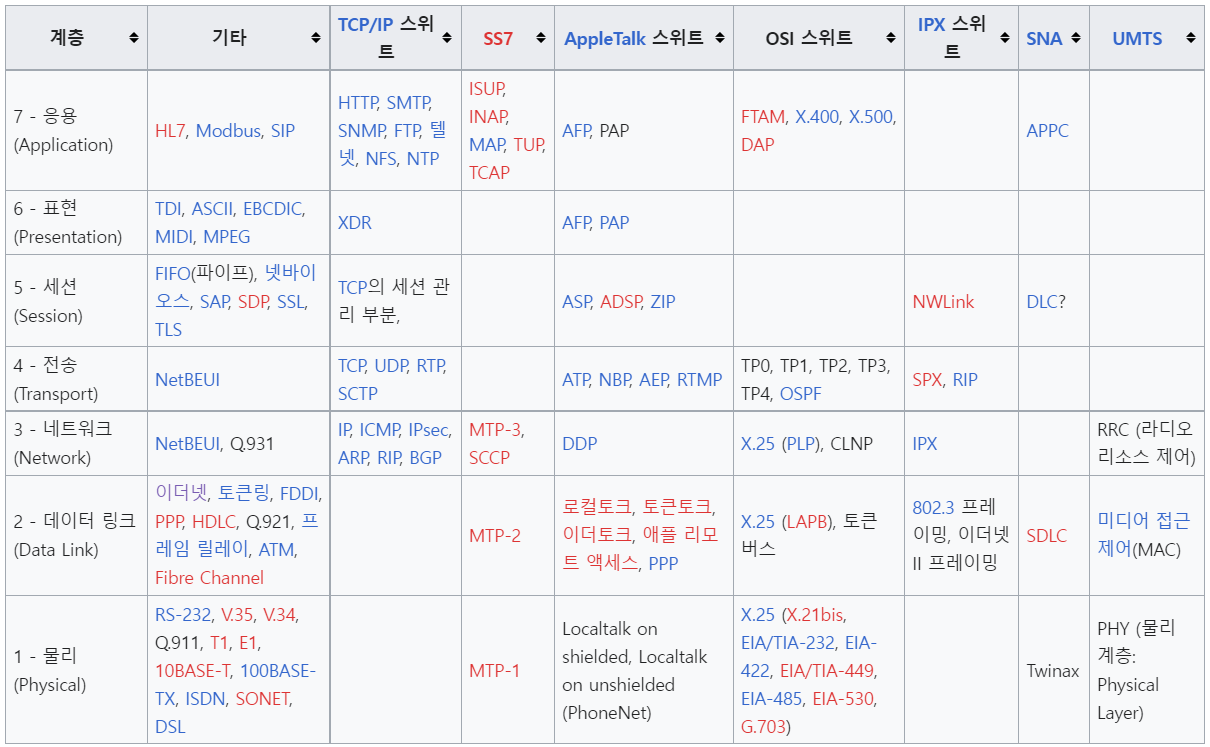 계층 기타 TCP/IP 스위트 SS7 AppleTalk 스위트 OSI 스위트 IPX 스위트 SNA UMTS
7 - 응용
(Application)
HL7, Modbus, SIP
HTTP, SMTP,
SNMP, FTP, 텔
넷, NFS, NTP
ISUP,
INAP,
MAP, TUP,
TCAP
AFP, PAP
FTAM, X.400, X.500,
DAP
APPC
6 - 표현
(Presentation)
TDI, ASCII, EBCDIC,
MIDI, MPEG
XDR
AFP, PAP
5 - 세션
(Session)
FIFO(파이프), 넷바이
오스, SAP, SDP, SSL,
TLS
TCP의 세션 관
리 부분,
ASP, ADSP, ZIP
NWLink
DLC?
4 - 전송
(Transport)
NetBEUI
TCP, UDP, RTP,
SCTP
ATP, NBP, AEP, RTMP
TP0, TP1, TP2, TP3,
TP4, OSPF
SPX, RIP
3 - 네트워크
(Network)
NetBEUI, Q.931
IP, ICMP, IPsec,
ARP, RIP, BGP
MTP-3,
SCCP
DDP
X.25 (PLP), CLNP
IPX
RRC (라디오
리소스 제어)
2 - 데이터 링크
(Data Link)
이더넷, 토큰링, FDDI,
PPP, HDLC, Q.921, 프
레임 릴레이, ATM,
Fibre Channel
MTP-2
로컬토크, 토큰토크,
이더토크, 애플 리모
트 액세스, PPP
X.25 (LAPB), 토큰
버스
802.3 프레
이밍, 이더넷
II 프레이밍
SDLC
미디어 접근
제어(MAC)
1 - 물리
(Physical)
RS-232, V.35, V.34,
Q.911, T1, E1,
10BASE-T, 100BASE-
TX, ISDN, SONET,
DSL
MTP-1
Localtalk on
shielded, Localtalk
on unshielded
(PhoneNet)
X.25 (X.21bis,
EIA/TIA-232, EIA-
422, EIA/TIA-449,
EIA-485, EIA-530,
G.703)
Twinax
PHY (물리
계층:
Physical
Layer)